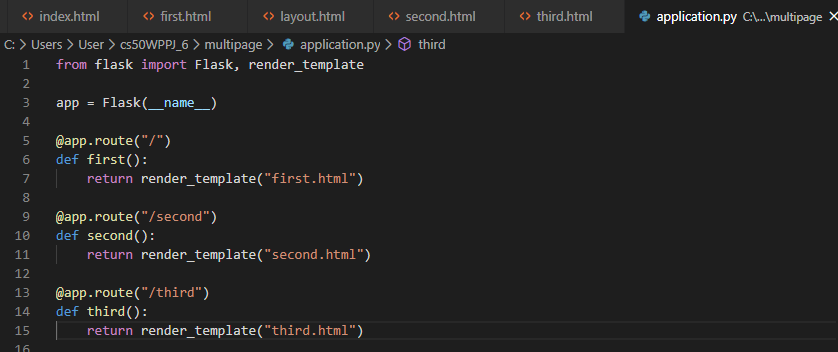 index.html first.html layout.html second.html third.html application.py C:\...\multipage
C: > Users > User > cs50WPPJ_6 > multipage > application.py > third
1 from flask import Flask, render_template
2
3 app = Flask(__name__)
4
5 @app.route("/")
6 def first():
7 return render_template("first.html")
8
9 @app.route("/second")
10 def second():
11 return render_template("second.html")
12
13 @app.route("/third")
14 def third():
15 return render_template("third.html")
16